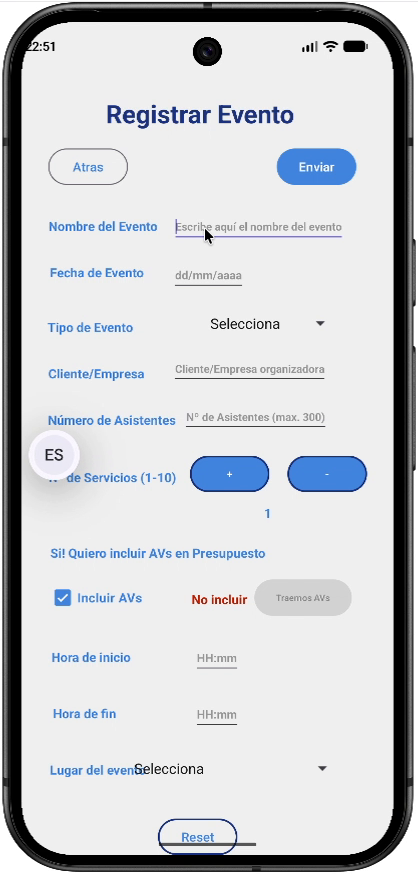 22:51
Registrar Evento
Atras
Enviar
Nombre del Evento
Escribe aquí el nombre del evento
Fecha de Evento
dd/mm/aaaa
Tipo de Evento
Selecciona
Cliente/Empresa
Cliente/Empresa organizadora
Número de Asistentes
Nº de Asistentes (max. 300)
ES
de Servicios (1-10)
+
-
1
Si! Quiero incluir AVs en Presupuesto
Incluir AVs
No incluir
Traemos AVs
Hora de inicio
HH:mm
Hora de fin
HH:mm
Lugar del evento
Selecciona
Reset